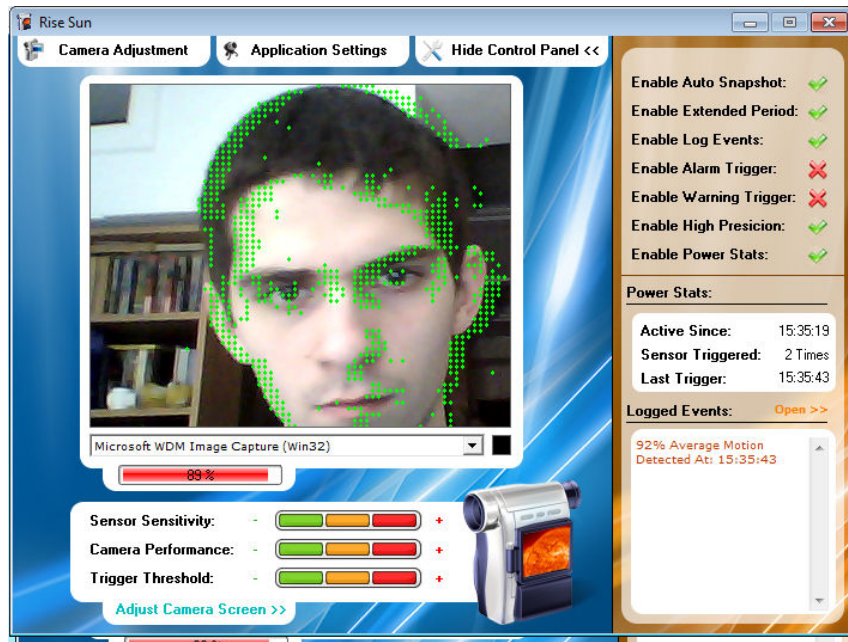 Rise Sun
Camera Adjustment
Application Settings
Hide Control Panel <<
Enable Auto Snapshot:
Enable Extended Period:
Enable Log Events:
Enable Alarm Trigger:
Enable Warning Trigger:
Enable High Presicion:
Enable Power Stats:
Power Stats:
Active Since: 15:35:19
Sensor Triggered: 2 Times
Last Trigger: 15:35:43
Logged Events: Open >>
92% Average Motion
Detected At: 15:35:43
Microsoft WDM Image Capture (Win32)
89%
Sensor Sensitivity: - +
Camera Performance: - +
Trigger Threshold: - +
Adjust Camera Screen >>